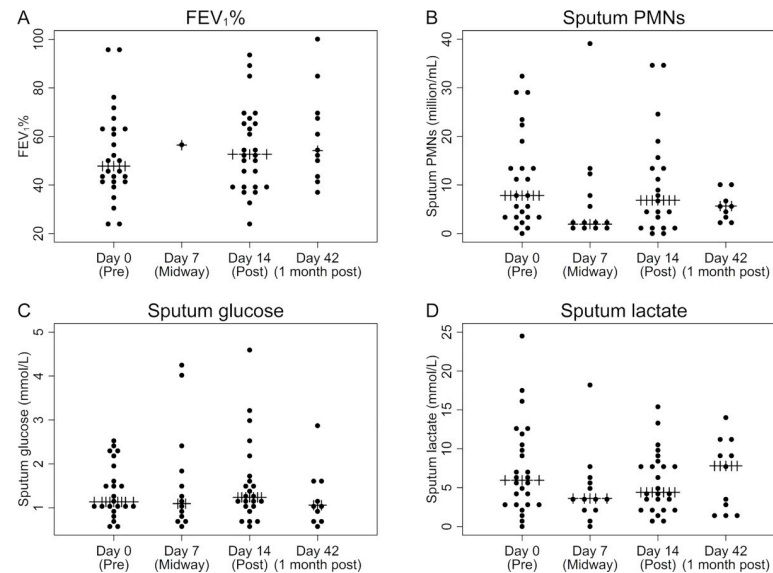 A
FEV₁%
FEV₁%
100
80
60
40
20
Day 0
(Pre)
Day 7
(Midway)
Day 14
(Post)
Day 42
(1 month post)
B
Sputum PMNs
Sputum PMNs (million/mL)
40
30
20
10
0
Day 0
(Pre)
Day 7
(Midway)
Day 14
(Post)
Day 42
(1 month post)
C
Sputum glucose
Sputum glucose (mmol/L)
5
4
3
2
1
Day 0
(Pre)
Day 7
(Midway)
Day 14
(Post)
Day 42
(1 month post)
D
Sputum lactate
Sputum lactate (mmol/L)
25
20
15
10
5
0
Day 0
(Pre)
Day 7
(Midway)
Day 14
(Post)
Day 42
(1 month post)